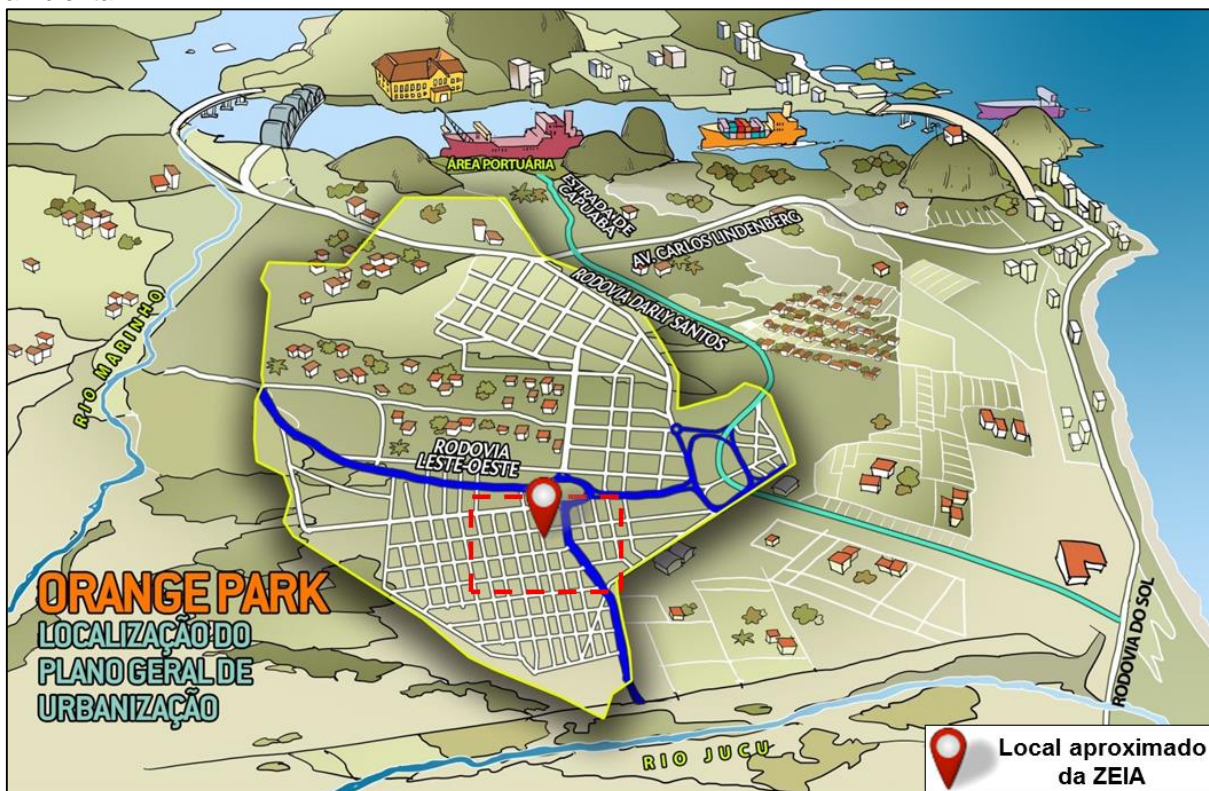 ÁREA PORTUÁRIA
ESTRADA DE
CAPUABA
AV. CARLOS LINDENBERG
RODOVIA DARLY SANTOS
RIO MARINHO
RODOVIA
LESTE-OESTE
ORANGE PARK
LOCALIZAÇÃO DO
PLANO GERAL DE
URBANIZAÇÃO
RODOVIA DO SOL
RIO JUCU
Local aproximado
da ZEIA